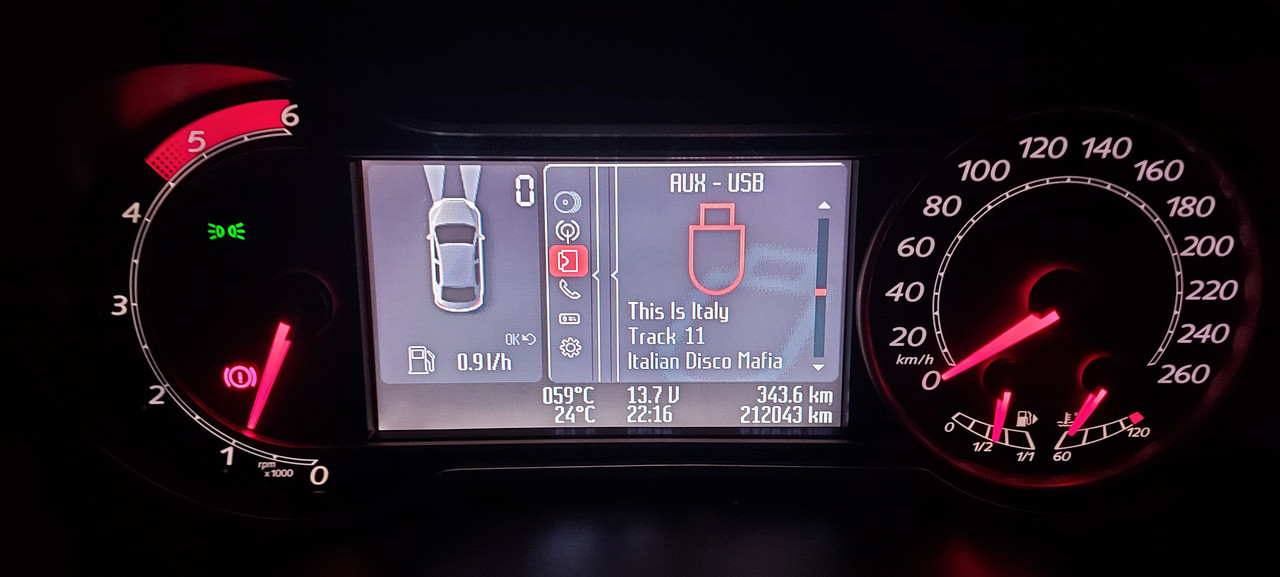 6
5
4
3
2
1
0
rpm
x1000
0
OK
0.9l/h
AUX - USB
This Is Italy
Track 11
Italian Disco Mafia
059°C 13.7 V 343.6 km
24°C 22:16 212043 km
0
20
40
60
80
100
120
140
160
180
200
220
240
260
km/h
0
1/2
1/1
60
120